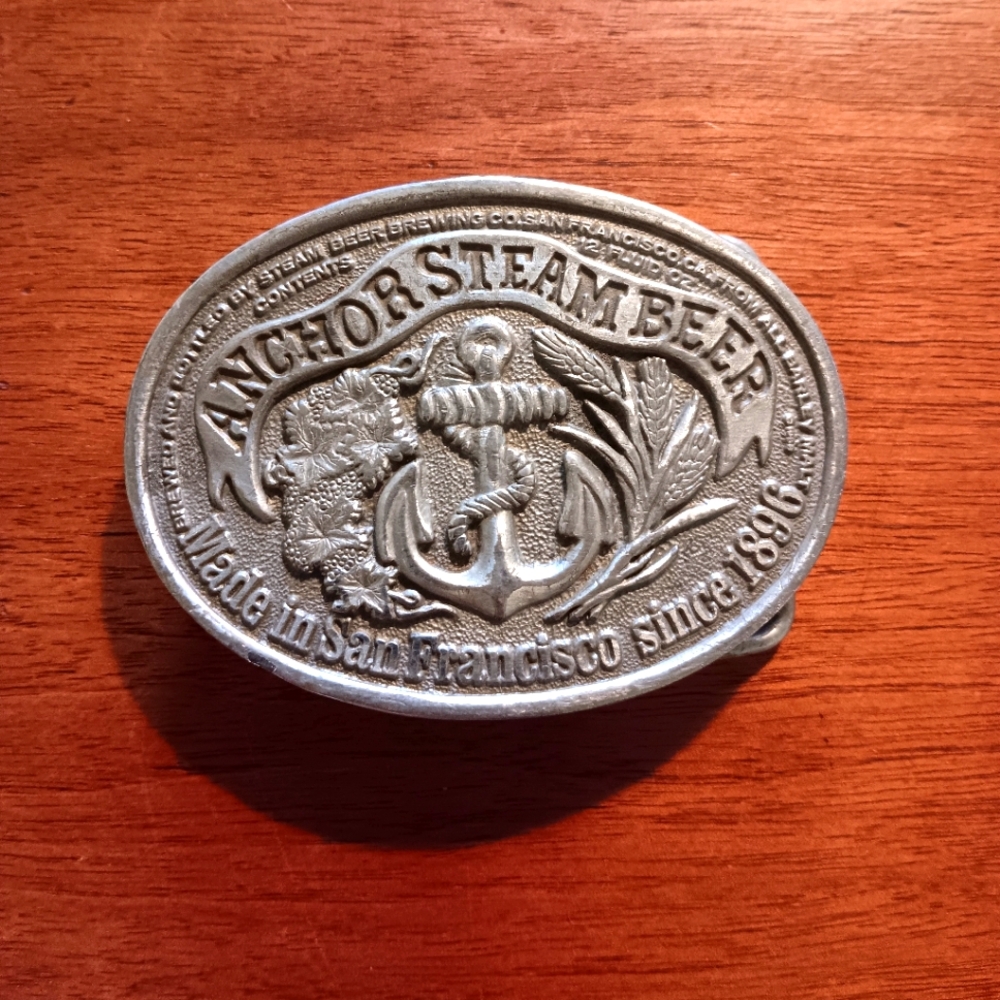 BREWED AND BOTTLED BY STEAM BEER BREWING CO. SAN FRANCISCO, CA. FROM ALL BARLEY MALT
CONTENTS 12 FLUID OZ.
ANCHOR STEAM BEER
Made in San Francisco since 1896.